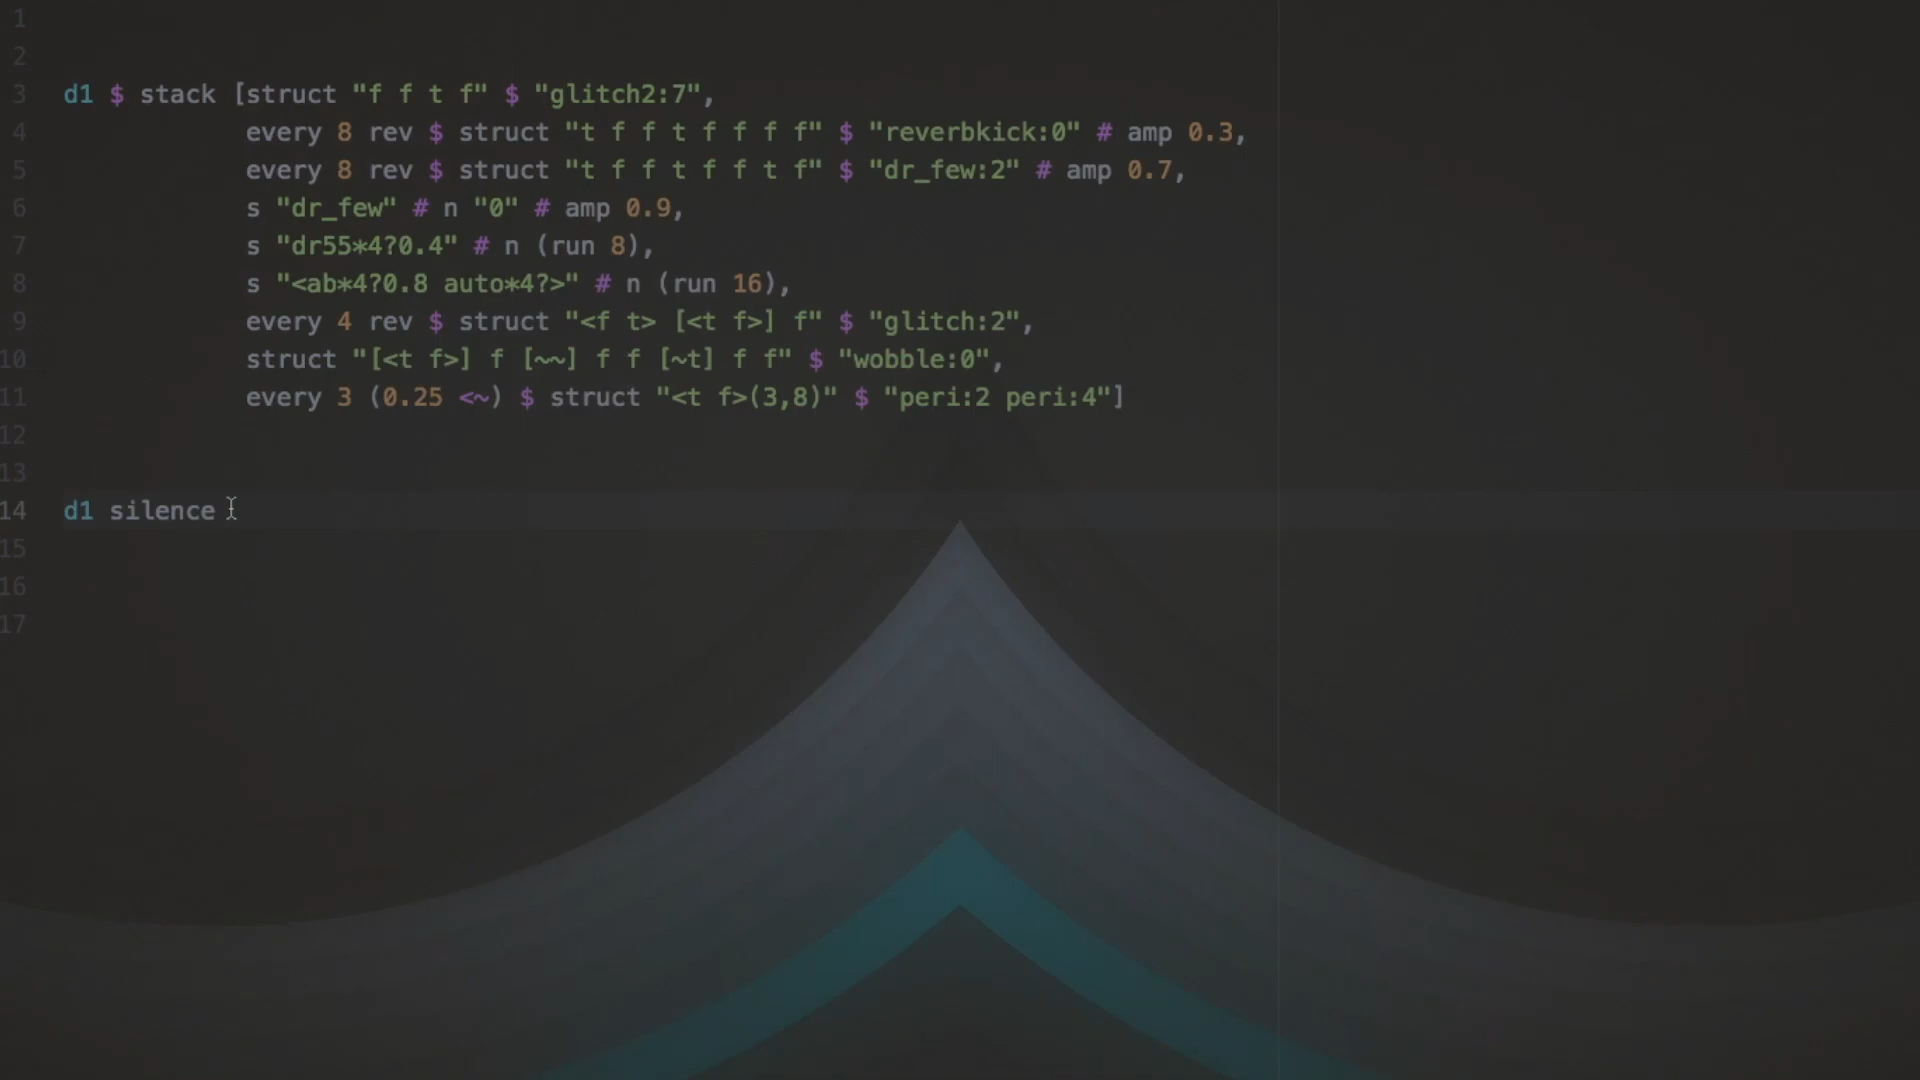 1
2
3 d1 $ stack [struct "f f t f" $ "glitch2:7",
4 every 8 rev $ struct "t f f t f f f f" $ "reverbkick:0" # amp 0.3,
5 every 8 rev $ struct "t f f t f f t f" $ "dr_few:2" # amp 0.7,
6 s "dr_few" # n "0" # amp 0.9,
7 s "dr55*4?0.4" # n (run 8),
8 s "<ab*4?0.8 auto*4?>" # n (run 16),
9 every 4 rev $ struct "<f t> [<t f>] f" $ "glitch:2",
10 struct "[<t f>] f [~~] f f [~t] f f" $ "wobble:0",
11 every 3 (0.25 <~) $ struct "<t f>(3,8)" $ "peri:2 peri:4"]
12
13
14 d1 silence
15
16
17